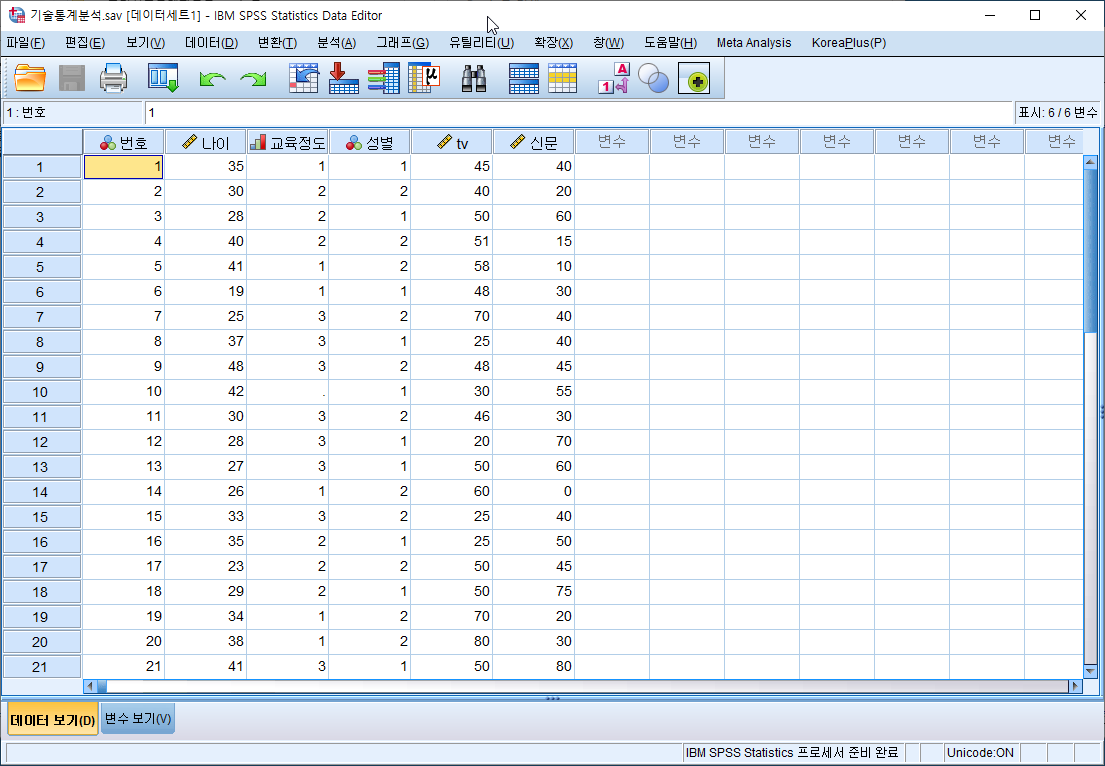 기술통계분석.sav [데이터세트1] - IBM SPSS Statistics Data Editor
파일(F) 편집(E) 보기(V) 데이터(D) 변환(T) 분석(A) 그래프(G) 유틸리티(U) 확장(X) 창(W) 도움말(H) Meta Analysis KoreaPlus(P)
1 : 번호 1 표시: 6 / 6 변수
번호 나이 교육정도 성별 tv 신문 변수 변수 변수 변수 변수 변수 변수
1 1 35 1 1 45 40
2 2 30 2 2 40 20
3 3 28 2 1 50 60
4 4 40 2 2 51 15
5 5 41 1 2 58 10
6 6 19 1 1 48 30
7 7 25 3 2 70 40
8 8 37 3 1 25 40
9 9 48 3 2 48 45
10 10 42 . 1 30 55
11 11 30 3 2 46 30
12 12 28 3 1 20 70
13 13 27 3 1 50 60
14 14 26 1 2 60 0
15 15 33 3 2 25 40
16 16 35 2 1 25 50
17 17 23 2 2 50 45
18 18 29 2 1 50 75
19 19 34 1 2 70 20
20 20 38 1 2 80 30
21 21 41 3 1 50 80
데이터 보기(D) 변수 보기(V)
IBM SPSS Statistics 프로세서 준비 완료 Unicode:ON